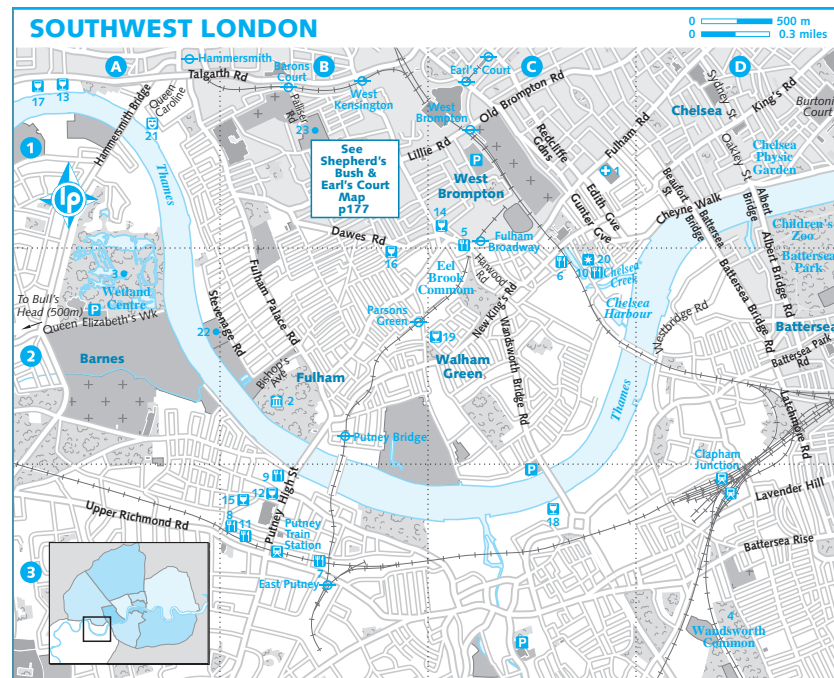 SOUTHWEST LONDON
0 500 m
0 0.3 miles
A
B
C
D
1
2
3
lp
Hammersmith
Talgarth Rd
Barons
Court
West
Kensington
Earl's Court
West
Brompton
Old Brompton Rd
17
13
Hammersmith Bridge
Queen
Caroline
21
Palliser
Rd
23
See
Shepherd's
Bush &
Earl's Court
Map
p177
Lillie Rd
P
West
Brompton
Redcliffe
Gdns
Fulham Rd
1
Edith Gve
Gunter Gve
Chelsea
Sydney St
King's Rd
Burton
Court
Oakley St
Chelsea
Physic
Garden
Beaufort
St
Cheyne Walk
Battersea
Bridge
Albert
Bridge
Children's
Zoo
Battersea
Park
Albert Bridge Rd
Battersea Bridge Rd
Thames
14
5
Fulham
Broadway
Dawes Rd
16
Eel
Brook
Common
Harwood
Rd
6
10
20
Chelsea
Creek
Chelsea
Harbour
3
Wetland
Centre
P
To Bull's
Head (500m)
Queen Elizabeth's Wk
Barnes
Stevenage Rd
22
Fulham Palace Rd
Parsons
Green
19
New King's Rd
Walham
Green
Wandsworth Bridge Rd
Westbridge Rd
Battersea
Battersea Park
Rd
Bishop's
Ave
Fulham
2
Thames
Latchmore Rd
Putney Bridge
Clapham
Junction
P
Lavender Hill
9
12
15
8
11
Putney High St
Upper Richmond Rd
Putney
Train
Station
7
East Putney
18
Battersea Rise
P
4
Wandsworth
Common